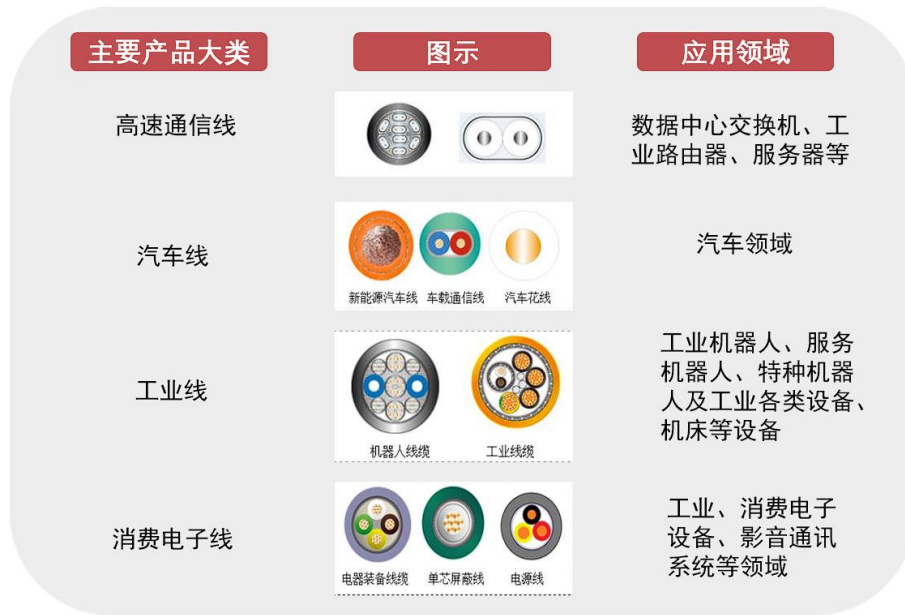 主要产品大类
图示
应用领域
高速通信线
数据中心交换机、工
业路由器、服务器等
汽车线
新能源汽车线 车载通信线 汽车花线
汽车领域
工业线
机器人线缆 工业线缆
工业机器人、服务
机器人、特种机器
人及工业各类设备、
机床等设备
消费电子线
电器装备线缆 单芯屏蔽线 电源线
工业、消费电子
设备、影音通讯
系统等领域